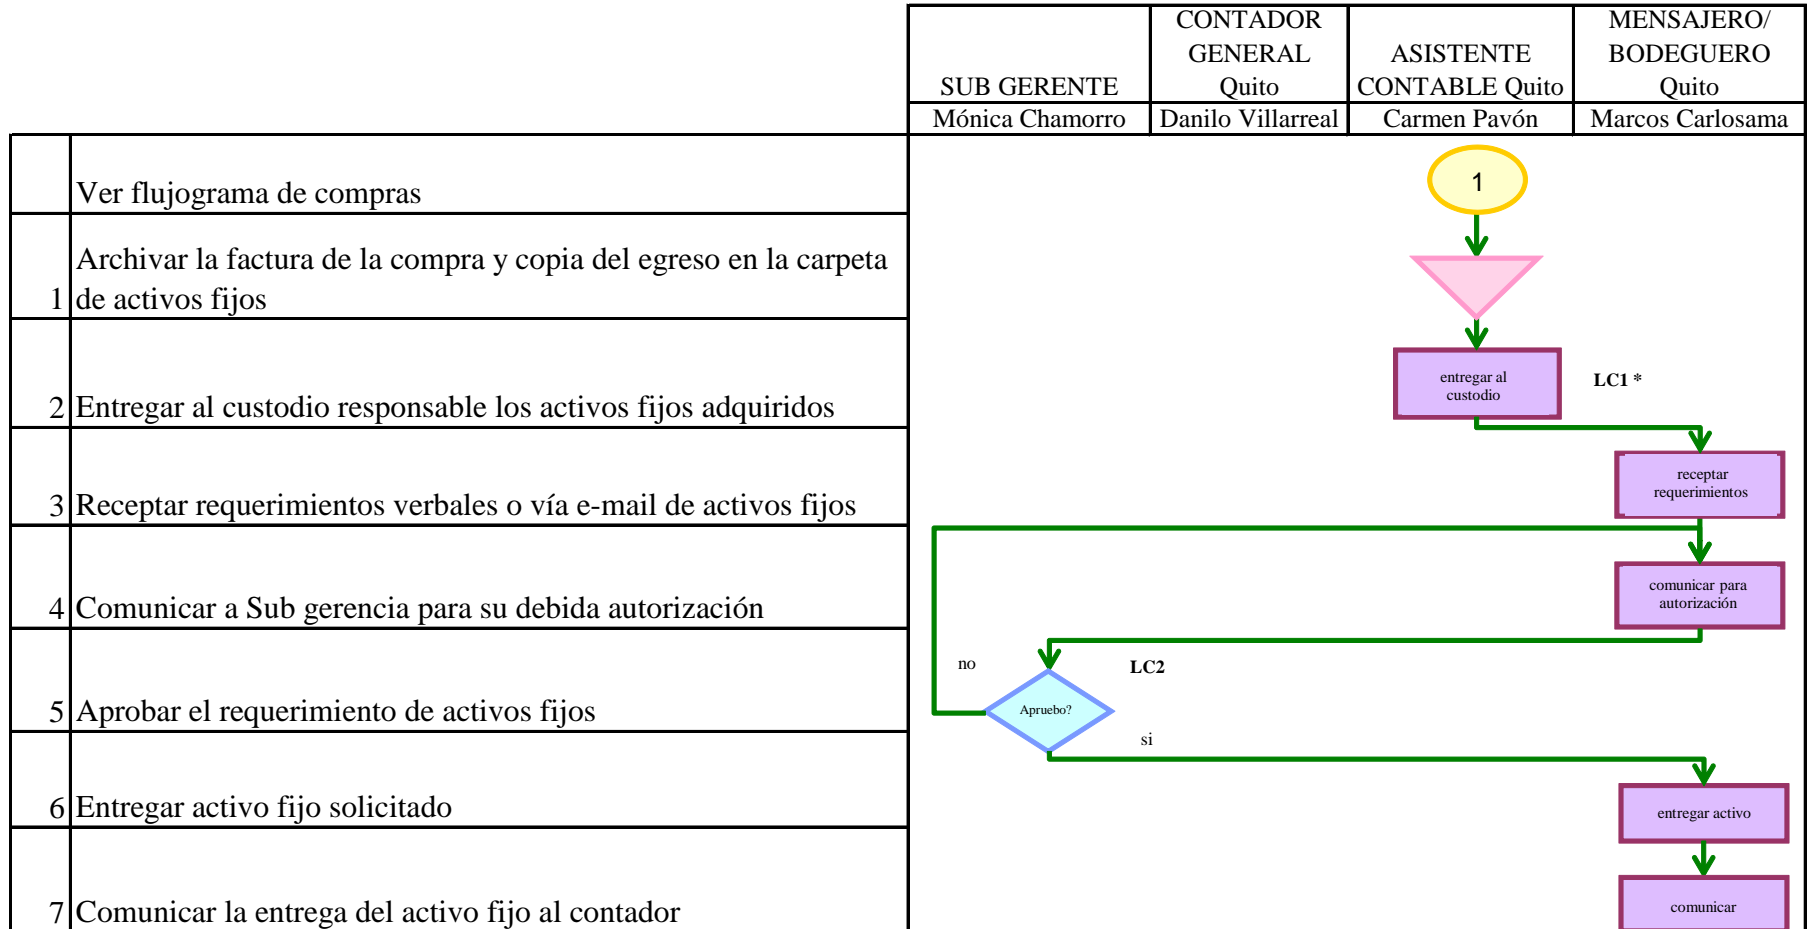 SUB GERENTE
CONTADOR
GENERAL
Quito
ASISTENTE
CONTABLE Quito
MENSAJERO/
BODEGUERO
Quito
Mónica Chamorro
Danilo Villarreal
Carmen Pavón
Marcos Carlosama
Ver flujograma de compras
1
Archivar la factura de la compra y copia del egreso en la carpeta
1 de activos fijos
2 Entregar al custodio responsable los activos fijos adquiridos
entregar al
custodio
LC1 *
3 Receptar requerimientos verbales o vía e-mail de activos fijos
receptar
requerimientos
4 Comunicar a Sub gerencia para su debida autorización
comunicar para
autorización
5 Aprobar el requerimiento de activos fijos
no
LC2
Apruebo?
si
6 Entregar activo fijo solicitado
entregar activo
7 Comunicar la entrega del activo fijo al contador
comunicar